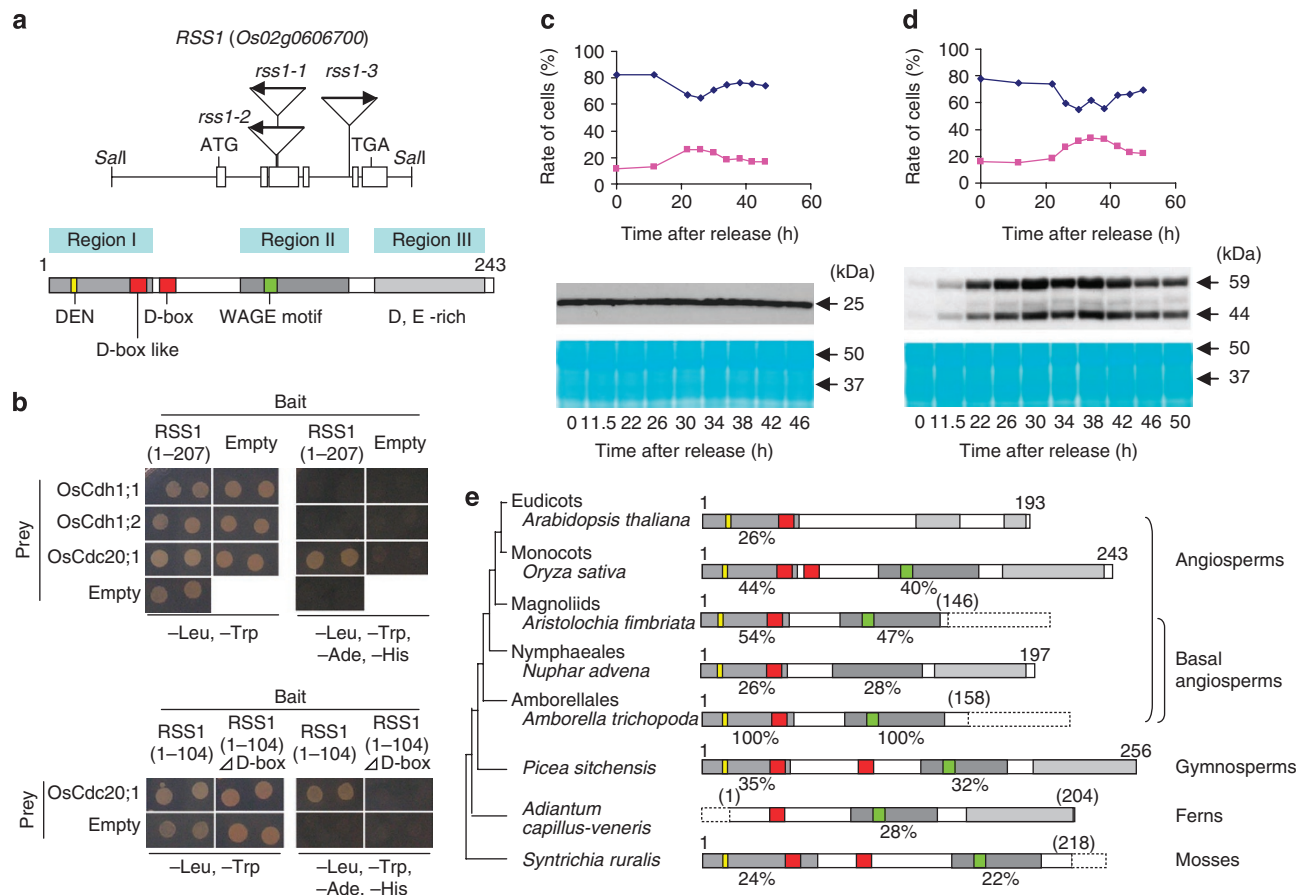 a
RSS1 (Os02g0606700)
rss1-1
rss1-3
rss1-2
ATG
TGA
SalI
SalI
Region I
Region II
Region III
1
243
DEN
D-box
WAGE motif
D, E -rich
D-box like
b
Bait
RSS1 (1–207)
Empty
RSS1 (1–207)
Empty
Prey
OsCdh1;1
OsCdh1;2
OsCdc20;1
Empty
–Leu, –Trp
–Leu, –Trp,
–Ade, –His
Bait
RSS1 (1–104)
RSS1 (1–104) ⊿D-box
RSS1 (1–104)
RSS1 (1–104) ⊿D-box
Prey
OsCdc20;1
Empty
–Leu, –Trp
–Leu, –Trp,
–Ade, –His
c
Rate of cells (%)
100
80
60
40
20
0
0 20 40 60
Time after release (h)
(kDa)
25
50
37
0 11.5 22 26 30 34 38 42 46
Time after release (h)
d
Rate of cells (%)
100
80
60
40
20
0
0 20 40 60
Time after release (h)
(kDa)
59
44
50
37
0 11.5 22 26 30 34 38 42 46 50
Time after release (h)
e
Eudicots
Arabidopsis thaliana
1
193
26%
Monocots
Oryza sativa
1
243
44%
40%
Magnoliids
Aristolochia fimbriata
1
(146)
54%
47%
Nymphaeales
Nuphar advena
1
197
26%
28%
Amborellales
Amborella trichopoda
1
(158)
100%
100%
Picea sitchensis
1
256
35%
32%
Adiantum
capillus-veneris
(1)
(204)
28%
Syntrichia ruralis
1
(218)
24%
22%
Angiosperms
Basal
angiosperms
Gymnosperms
Ferns
Mosses